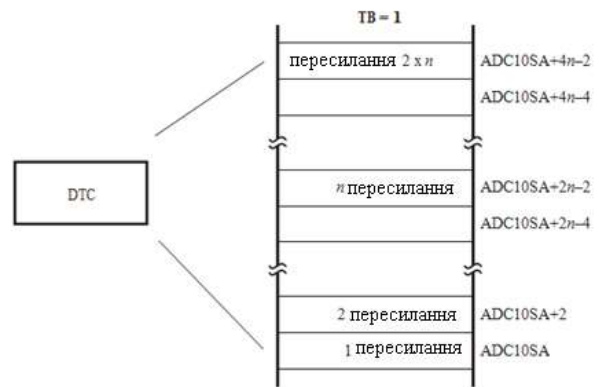 TB = 1
пересилання 2 x n
ADC10SA+4n–2
ADC10SA+4n–4
DTC
n пересилання
ADC10SA+2n–2
ADC10SA+2n–4
2 пересилання
ADC10SA+2
1 пересилання
ADC10SA